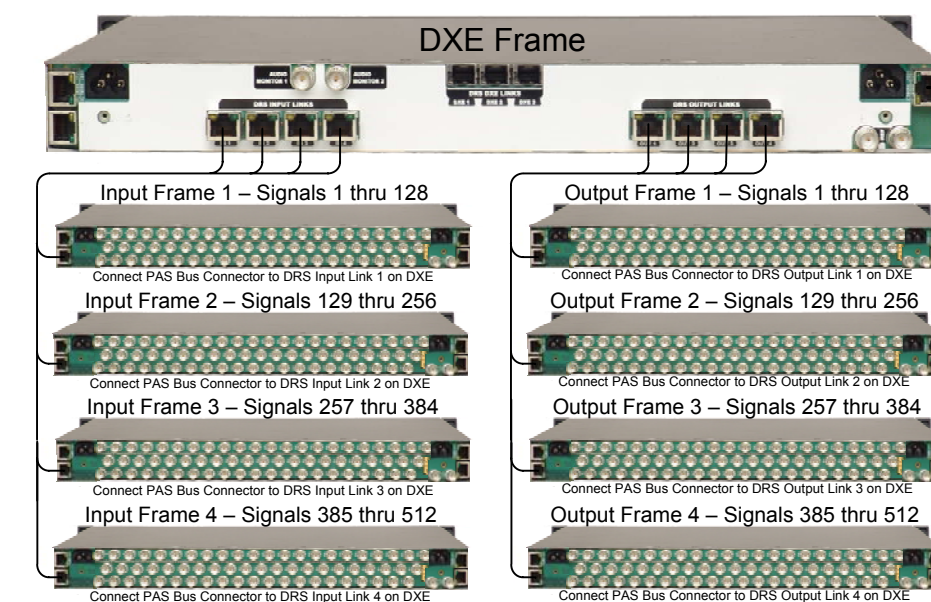 DXE Frame
AUDIO
MONITOR 1
AUDIO
MONITOR 2
DRS DXE LINKS
DRS INPUT LINKS
DRS OUTPUT LINKS
Input Frame 1 – Signals 1 thru 128
Connect PAS Bus Connector to DRS Input Link 1 on DXE
Input Frame 2 – Signals 129 thru 256
Connect PAS Bus Connector to DRS Input Link 2 on DXE
Input Frame 3 – Signals 257 thru 384
Connect PAS Bus Connector to DRS Input Link 3 on DXE
Input Frame 4 – Signals 385 thru 512
Connect PAS Bus Connector to DRS Input Link 4 on DXE
Output Frame 1 – Signals 1 thru 128
Connect PAS Bus Connector to DRS Output Link 1 on DXE
Output Frame 2 – Signals 129 thru 256
Connect PAS Bus Connector to DRS Output Link 2 on DXE
Output Frame 3 – Signals 257 thru 384
Connect PAS Bus Connector to DRS Output Link 3 on DXE
Output Frame 4 – Signals 385 thru 512
Connect PAS Bus Connector to DRS Output Link 4 on DXE